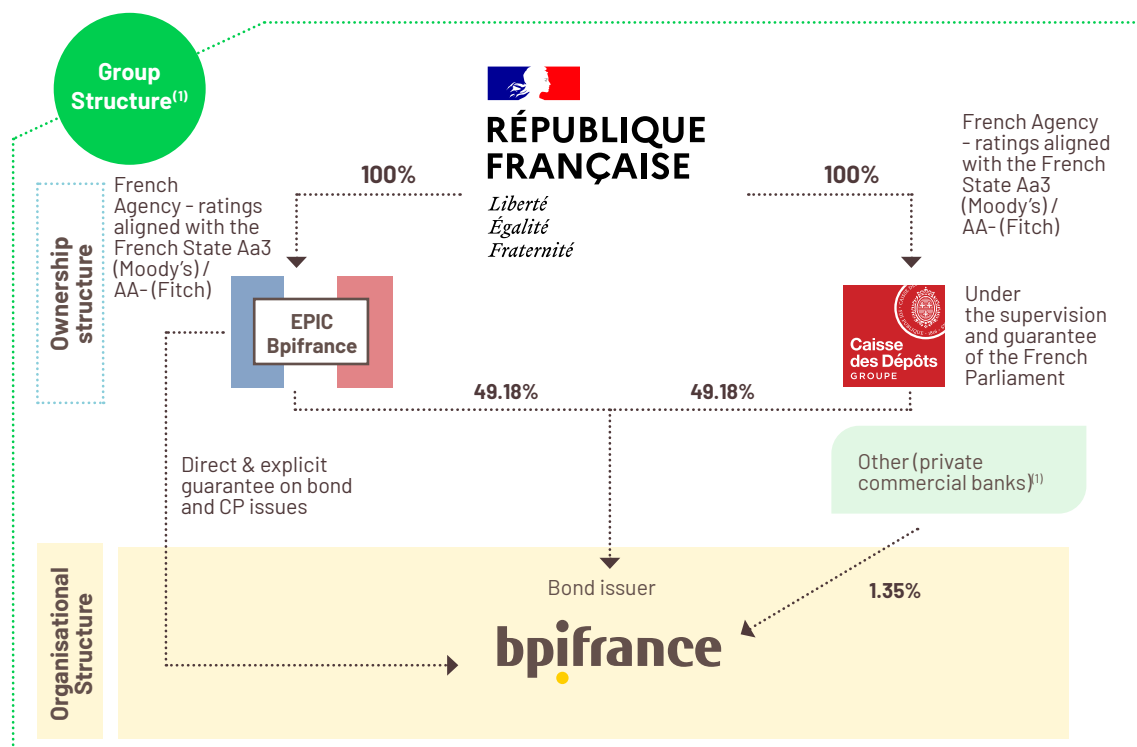 Group
Structure(1)
RÉPUBLIQUE
FRANÇAISE
Liberté
Égalité
Fraternité
100%
100%
French Agency
- ratings aligned
with the French
State Aa3
(Moody's) /
AA- (Fitch)
Ownership
structure
French
Agency - ratings
aligned with the
French State Aa3
(Moody's) /
AA- (Fitch)
EPIC
Bpifrance
Caisse
des Dépôts
GROUPE
Under
the supervision
and guarantee
of the French
Parliament
49.18%
49.18%
Direct & explicit
guarantee on bond
and CP issues
Other (private
commercial banks)(1)
Organisational
Structure
Bond issuer
1.35%
bpifrance